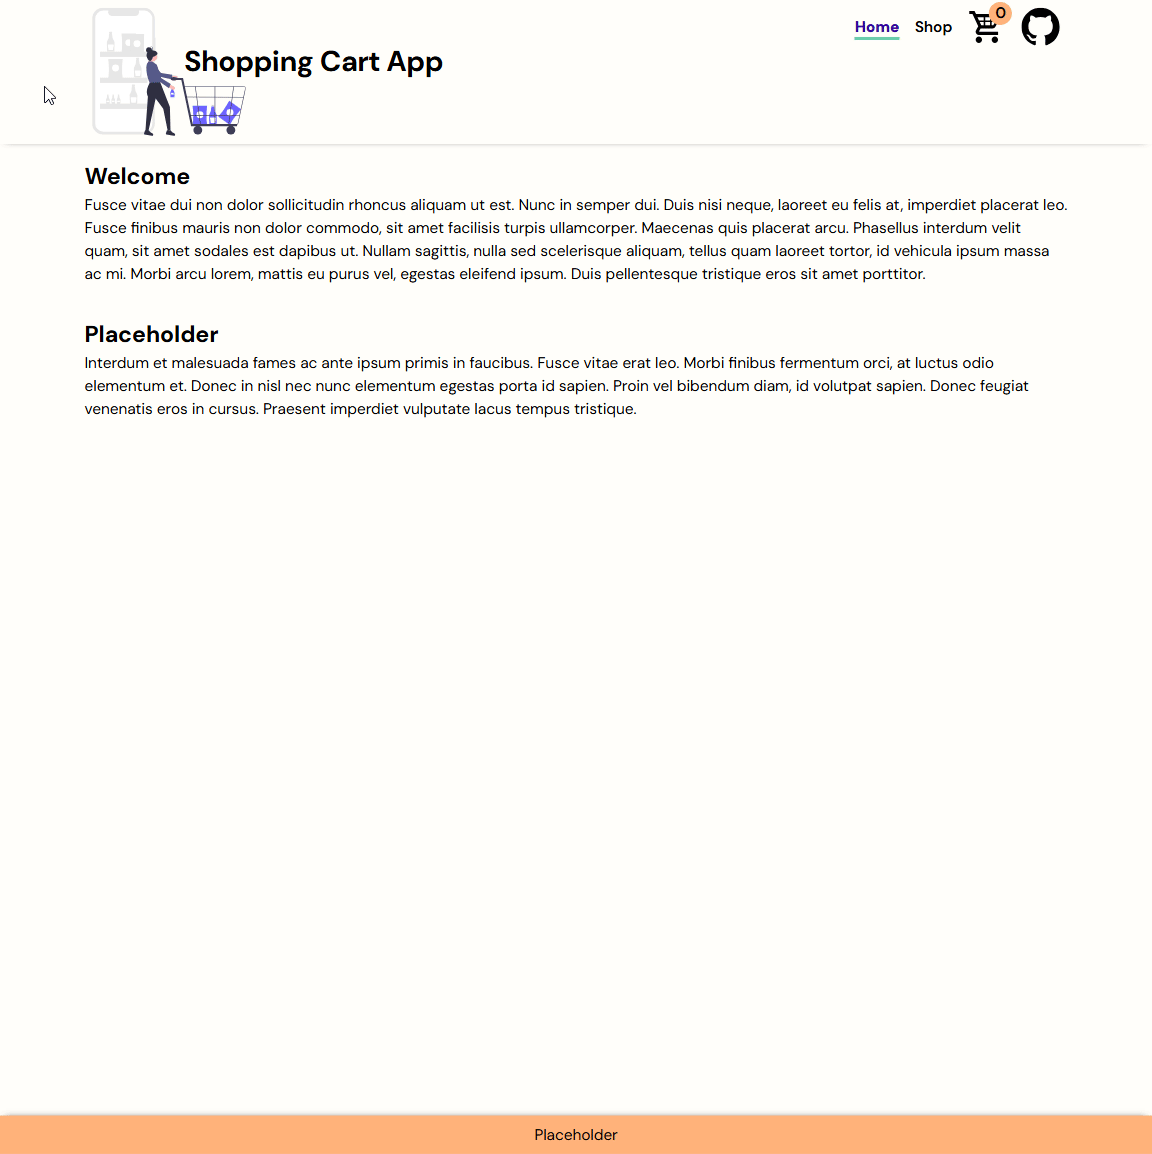 Shopping Cart App
Home
Shop
0
Welcome
Fusce vitae dui non dolor sollicitudin rhoncus aliquam ut est. Nunc in semper dui. Duis nisi neque, laoreet eu felis at, imperdiet placerat leo.
Fusce finibus mauris non dolor commodo, sit amet facilisis turpis ullamcorper. Maecenas quis placerat arcu. Phasellus interdum velit
quam, sit amet sodales est dapibus ut. Nullam sagittis, nulla sed scelerisque aliquam, tellus quam laoreet tortor, id vehicula ipsum massa
ac mi. Morbi arcu lorem, mattis eu purus vel, egestas eleifend ipsum. Duis pellentesque tristique eros sit amet porttitor.
Placeholder
Interdum et malesuada fames ac ante ipsum primis in faucibus. Fusce vitae erat leo. Morbi finibus fermentum orci, at luctus odio
elementum et. Donec in nisl nec nunc elementum egestas porta id sapien. Proin vel bibendum diam, id volutpat sapien. Donec feugiat
venenatis eros in cursus. Praesent imperdiet vulputate lacus tempus tristique.
Placeholder